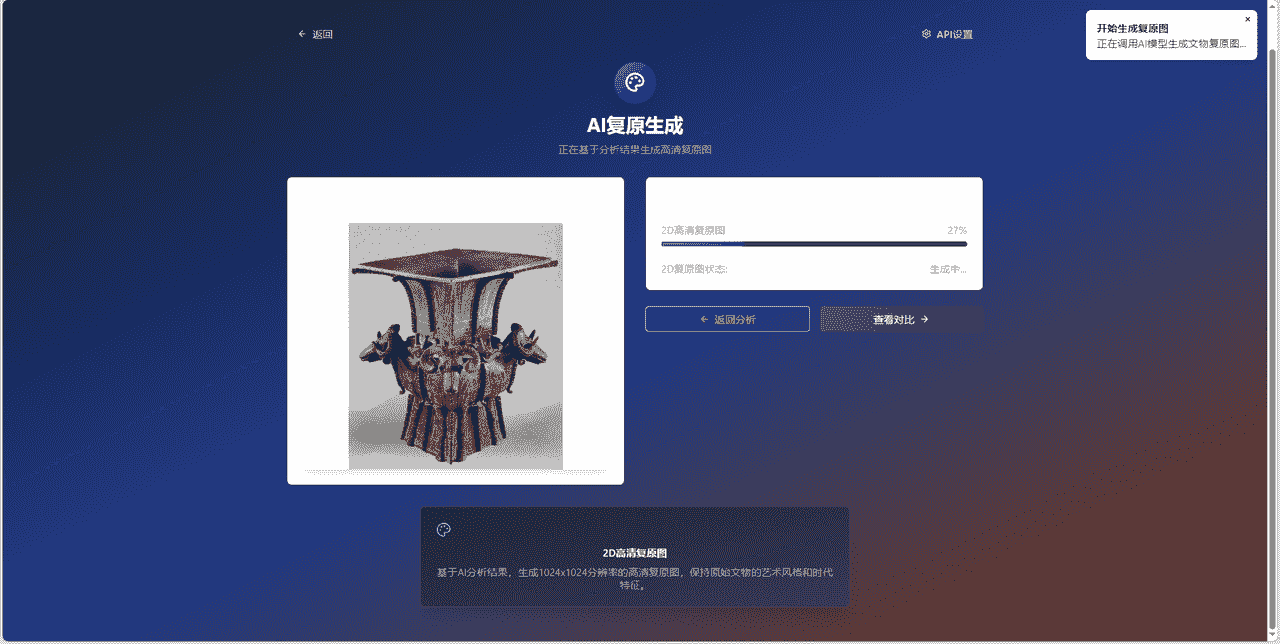 返回
API设置
开始生成复原图
正在调用AI模型生成文物复原图...
AI复原生成
正在基于分析结果生成高清复原图
2D高清复原图 27%
2D复原图状态: 生成中...
返回分析
查看对比
2D高清复原图
基于AI分析结果，生成1024x1024分辨率的高清复原图，保持原始文物的艺术风格和时代
特征。